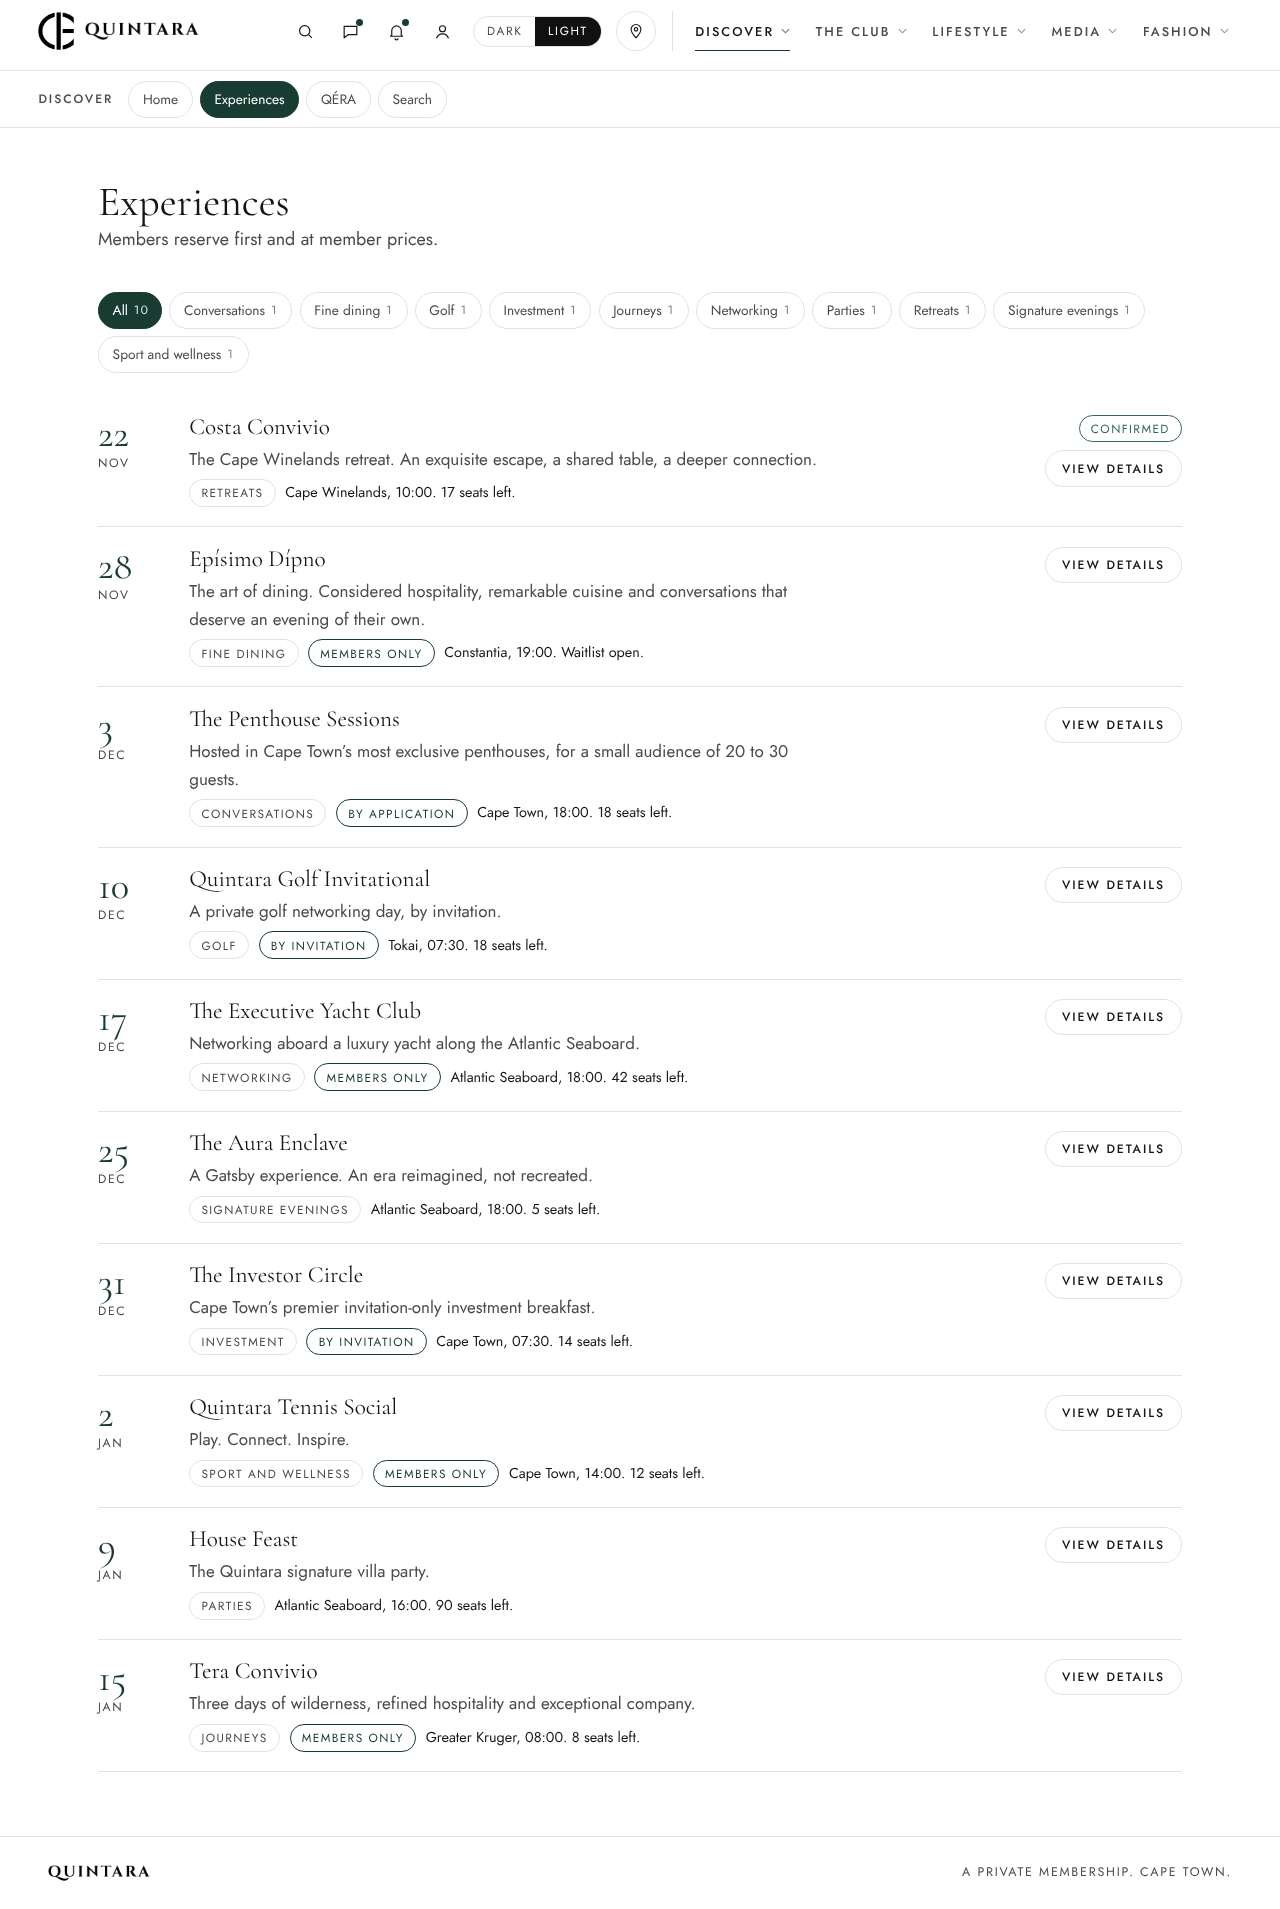 QUINTARA
DARK LIGHT
DISCOVER THE CLUB LIFESTYLE MEDIA FASHION
DISCOVER Home Experiences QÉRA Search
Experiences
Members reserve first and at member prices.
All 10 Conversations 1 Fine dining 1 Golf 1 Investment 1 Journeys 1 Networking 1 Parties 1 Retreats 1 Signature evenings 1
Sport and wellness 1
22 NOV
Costa Convivio
The Cape Winelands retreat. An exquisite escape, a shared table, a deeper connection.
RETREATS Cape Winelands, 10:00. 17 seats left.
CONFIRMED
VIEW DETAILS
28 NOV
Epísimo Dípno
The art of dining. Considered hospitality, remarkable cuisine and conversations that
deserve an evening of their own.
FINE DINING MEMBERS ONLY Constantia, 19:00. Waitlist open.
VIEW DETAILS
3 DEC
The Penthouse Sessions
Hosted in Cape Town’s most exclusive penthouses, for a small audience of 20 to 30
guests.
CONVERSATIONS BY APPLICATION Cape Town, 18:00. 18 seats left.
VIEW DETAILS
10 DEC
Quintara Golf Invitational
A private golf networking day, by invitation.
GOLF BY INVITATION Tokai, 07:30. 18 seats left.
VIEW DETAILS
17 DEC
The Executive Yacht Club
Networking aboard a luxury yacht along the Atlantic Seaboard.
NETWORKING MEMBERS ONLY Atlantic Seaboard, 18:00. 42 seats left.
VIEW DETAILS
25 DEC
The Aura Enclave
A Gatsby experience. An era reimagined, not recreated.
SIGNATURE EVENINGS Atlantic Seaboard, 18:00. 5 seats left.
VIEW DETAILS
31 DEC
The Investor Circle
Cape Town’s premier invitation-only investment breakfast.
INVESTMENT BY INVITATION Cape Town, 07:30. 14 seats left.
VIEW DETAILS
2 JAN
Quintara Tennis Social
Play. Connect. Inspire.
SPORT AND WELLNESS MEMBERS ONLY Cape Town, 14:00. 12 seats left.
VIEW DETAILS
9 JAN
House Feast
The Quintara signature villa party.
PARTIES Atlantic Seaboard, 16:00. 90 seats left.
VIEW DETAILS
15 JAN
Tera Convivio
Three days of wilderness, refined hospitality and exceptional company.
JOURNEYS MEMBERS ONLY Greater Kruger, 08:00. 8 seats left.
VIEW DETAILS
QUINTARA
A PRIVATE MEMBERSHIP. CAPE TOWN.